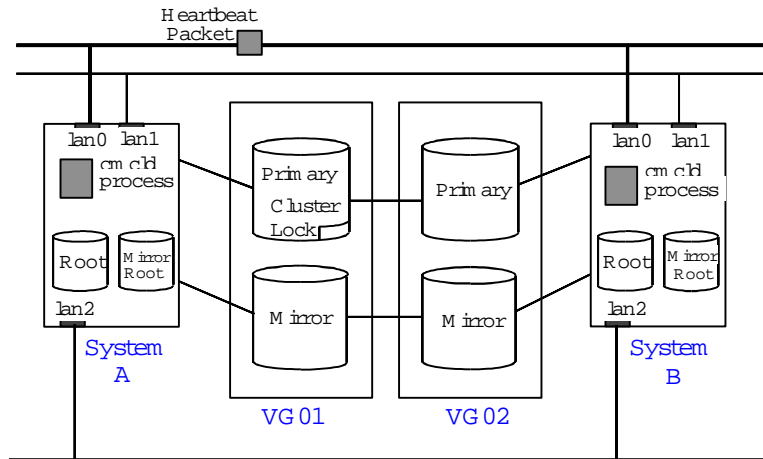 Heartbeat
Packet
lan0 lan1
cmcld
process
Root
Mirror
Root
lan2
System
A
Primary
Cluster
Lock
Mirror
VG01
Primary
Mirror
VG02
lan0 lan1
cmcld
process
Root
Mirror
Root
lan2
System
B